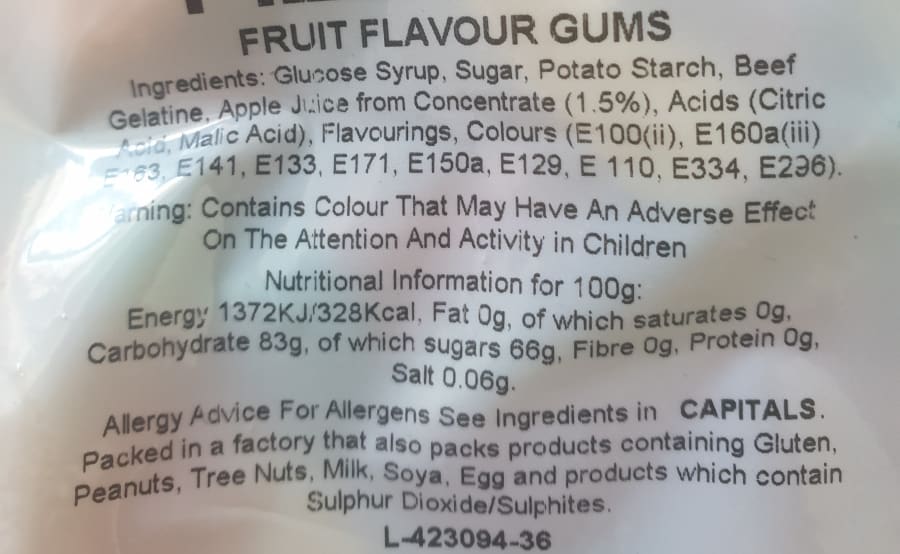 FRUIT FLAVOUR GUMS
Ingredients: Glucose Syrup, Sugar, Potato Starch, Beef
Gelatine, Apple Juice from Concentrate (1.5%), Acids (Citric
Acid, Malic Acid), Flavourings, Colours (E100(ii), E160a(iii)
E163, E141, E133, E171, E150a, E129, E 110, E334, E296).
Warning: Contains Colour That May Have An Adverse Effect
On The Attention And Activity in Children
Nutritional Information for 100g:
Energy 1372KJ/328Kcal, Fat 0g, of which saturates 0g,
Carbohydrate 83g, of which sugars 66g, Fibre 0g, Protein 0g,
Salt 0.06g.
Allergy Advice For Allergens See Ingredients in CAPITALS.
Packed in a factory that also packs products containing Gluten,
Peanuts, Tree Nuts, Milk, Soya, Egg and products which contain
Sulphur Dioxide/Sulphites.
L-423094-36